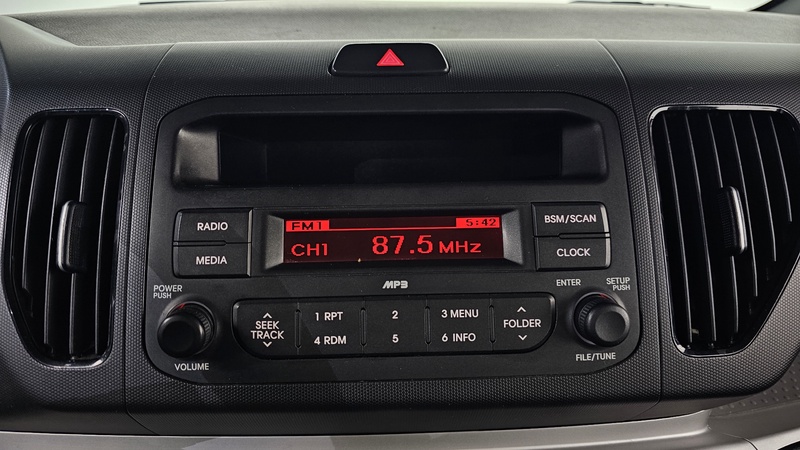 RADIO
MEDIA
FM1 5:42
CH1 87.5 MHz
BSM/SCAN
CLOCK
MP3
POWER
PUSH
VOLUME
SEEK
TRACK
1 RPT 2 3 MENU
4 RDM 5 6 INFO
FOLDER
ENTER
SETUP
PUSH
FILE/TUNE